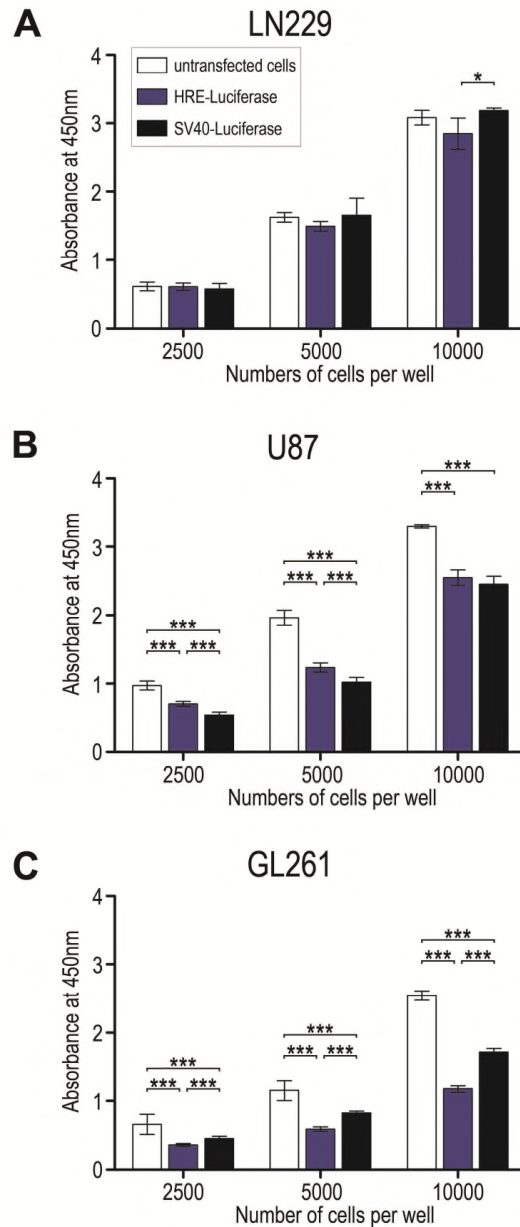 A
LN229
untransfected cells
HRE-Luciferase
SV40-Luciferase
*
Absorbance at 450nm
4
3
2
1
0
2500 5000 10000
Numbers of cells per well
B
U87
Absorbance at 450nm
4
3
2
1
0
***
*** ***
***
*** ***
***
***
2500 5000 10000
Numbers of cells per well
C
GL261
Absorbance at 450nm
4
3
2
1
0
***
*** ***
***
*** ***
***
*** ***
2500 5000 10000
Number of cells per well